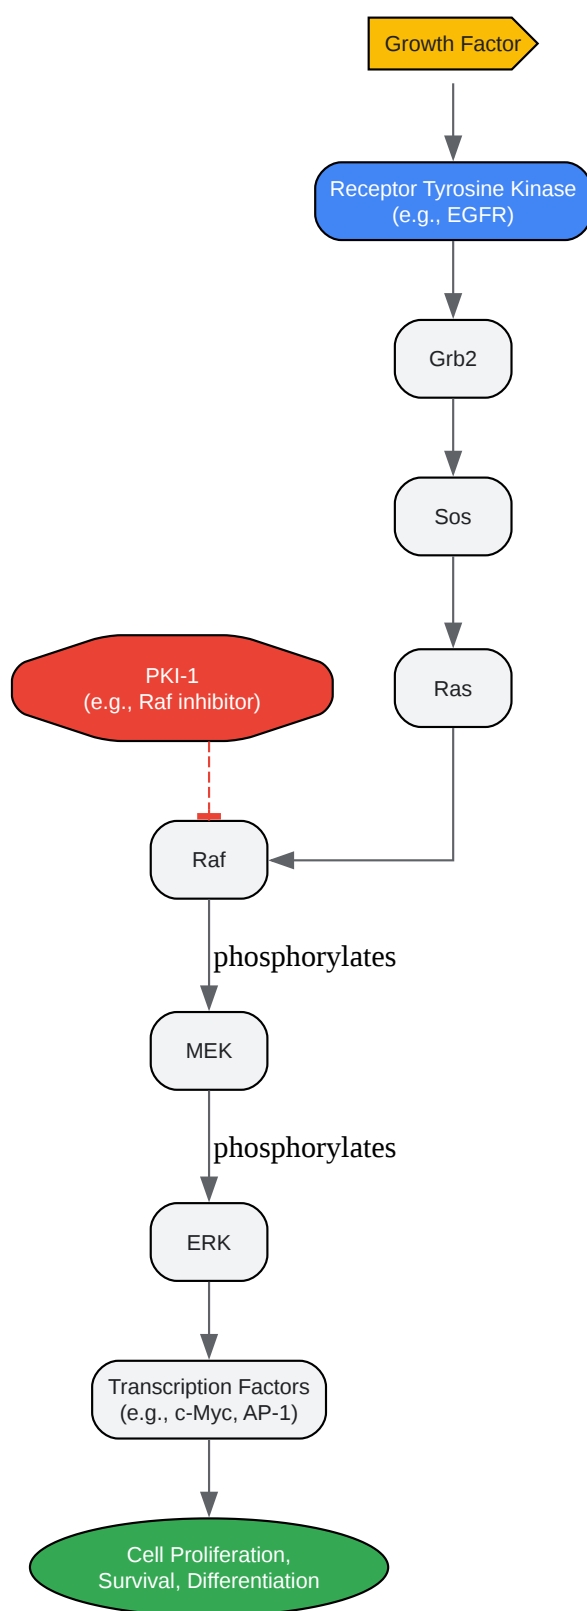 Growth Factor
Receptor Tyrosine Kinase
(e.g., EGFR)
Grb2
Sos
PKI-1
(e.g., Raf inhibitor)
Ras
Raf
phosphorylates
MEK
phosphorylates
ERK
Transcription Factors
(e.g., c-Myc, AP-1)
Cell Proliferation,
Survival, Differentiation